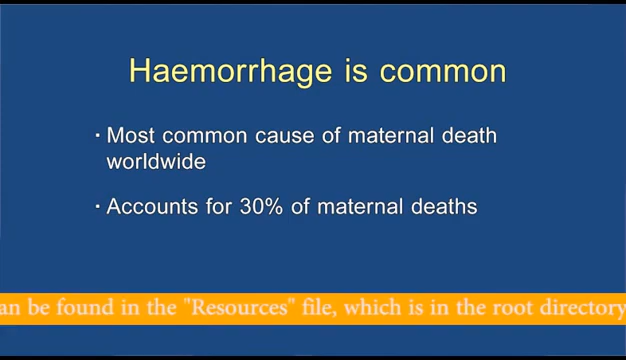 Haemorrhage is common
· Most common cause of maternal death
worldwide
· Accounts for 30% of maternal deaths
an be found in the "Resources" file, which is in the root directory